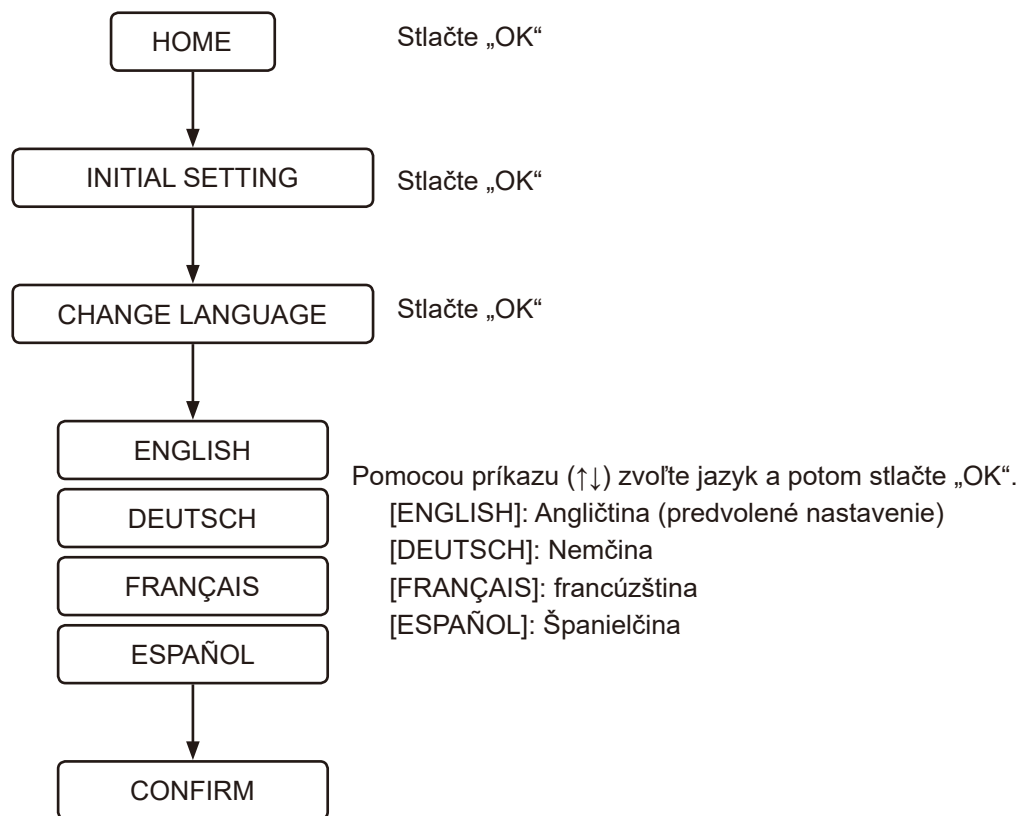 HOME
Stlačte „OK“
INITIAL SETTING
Stlačte „OK“
CHANGE LANGUAGE
Stlačte „OK“
ENGLISH
DEUTSCH
FRANÇAIS
ESPAÑOL
Pomocou príkazu (↑↓) zvoľte jazyk a potom stlačte „OK“.
[ENGLISH]: Angličtina (predvolené nastavenie)
[DEUTSCH]: Nemčina
[FRANÇAIS]: francúzština
[ESPAÑOL]: Španielčina
CONFIRM